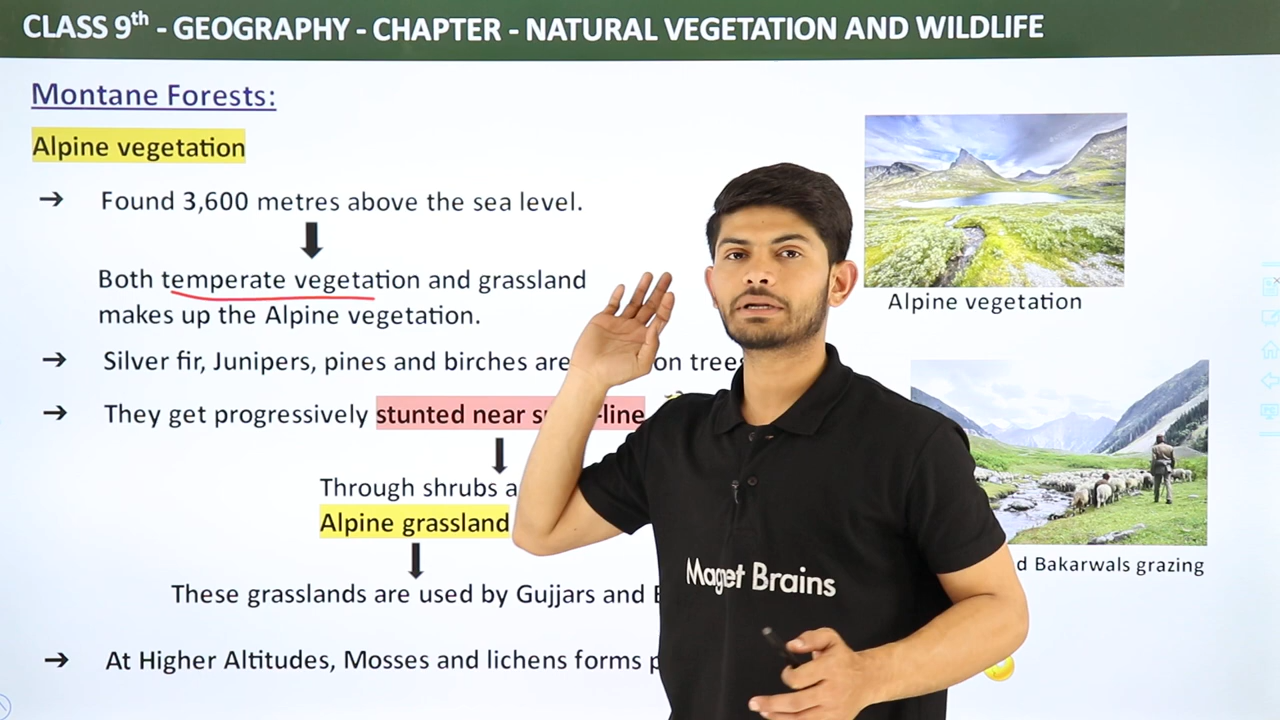 CLASS 9th - GEOGRAPHY - CHAPTER - NATURAL VEGETATION AND WILDLIFE
Montane Forests:
Alpine vegetation
→ Found 3,600 metres above the sea level.
Both temperate vegetation and grassland
makes up the Alpine vegetation.
→ Silver fir, Junipers, pines and birches are
→ They get progressively stunted near -line
Through shrubs
Alpine grassland
These grasslands are used by Gujjars and
→ At Higher Altitudes, Mosses and lichens forms
Alpine vegetation
Bakarwals grazing
Magnet Brains